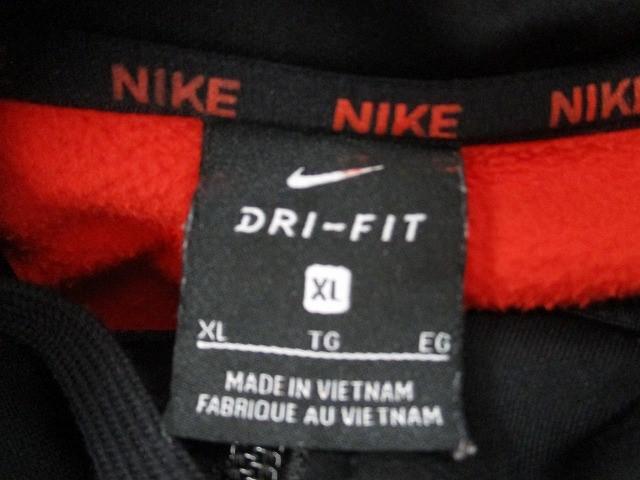 NIKE NIKE NIKE
DRI-FIT
XL
XL TG EG
MADE IN VIETNAM
FABRIQUE AU VIETNAM